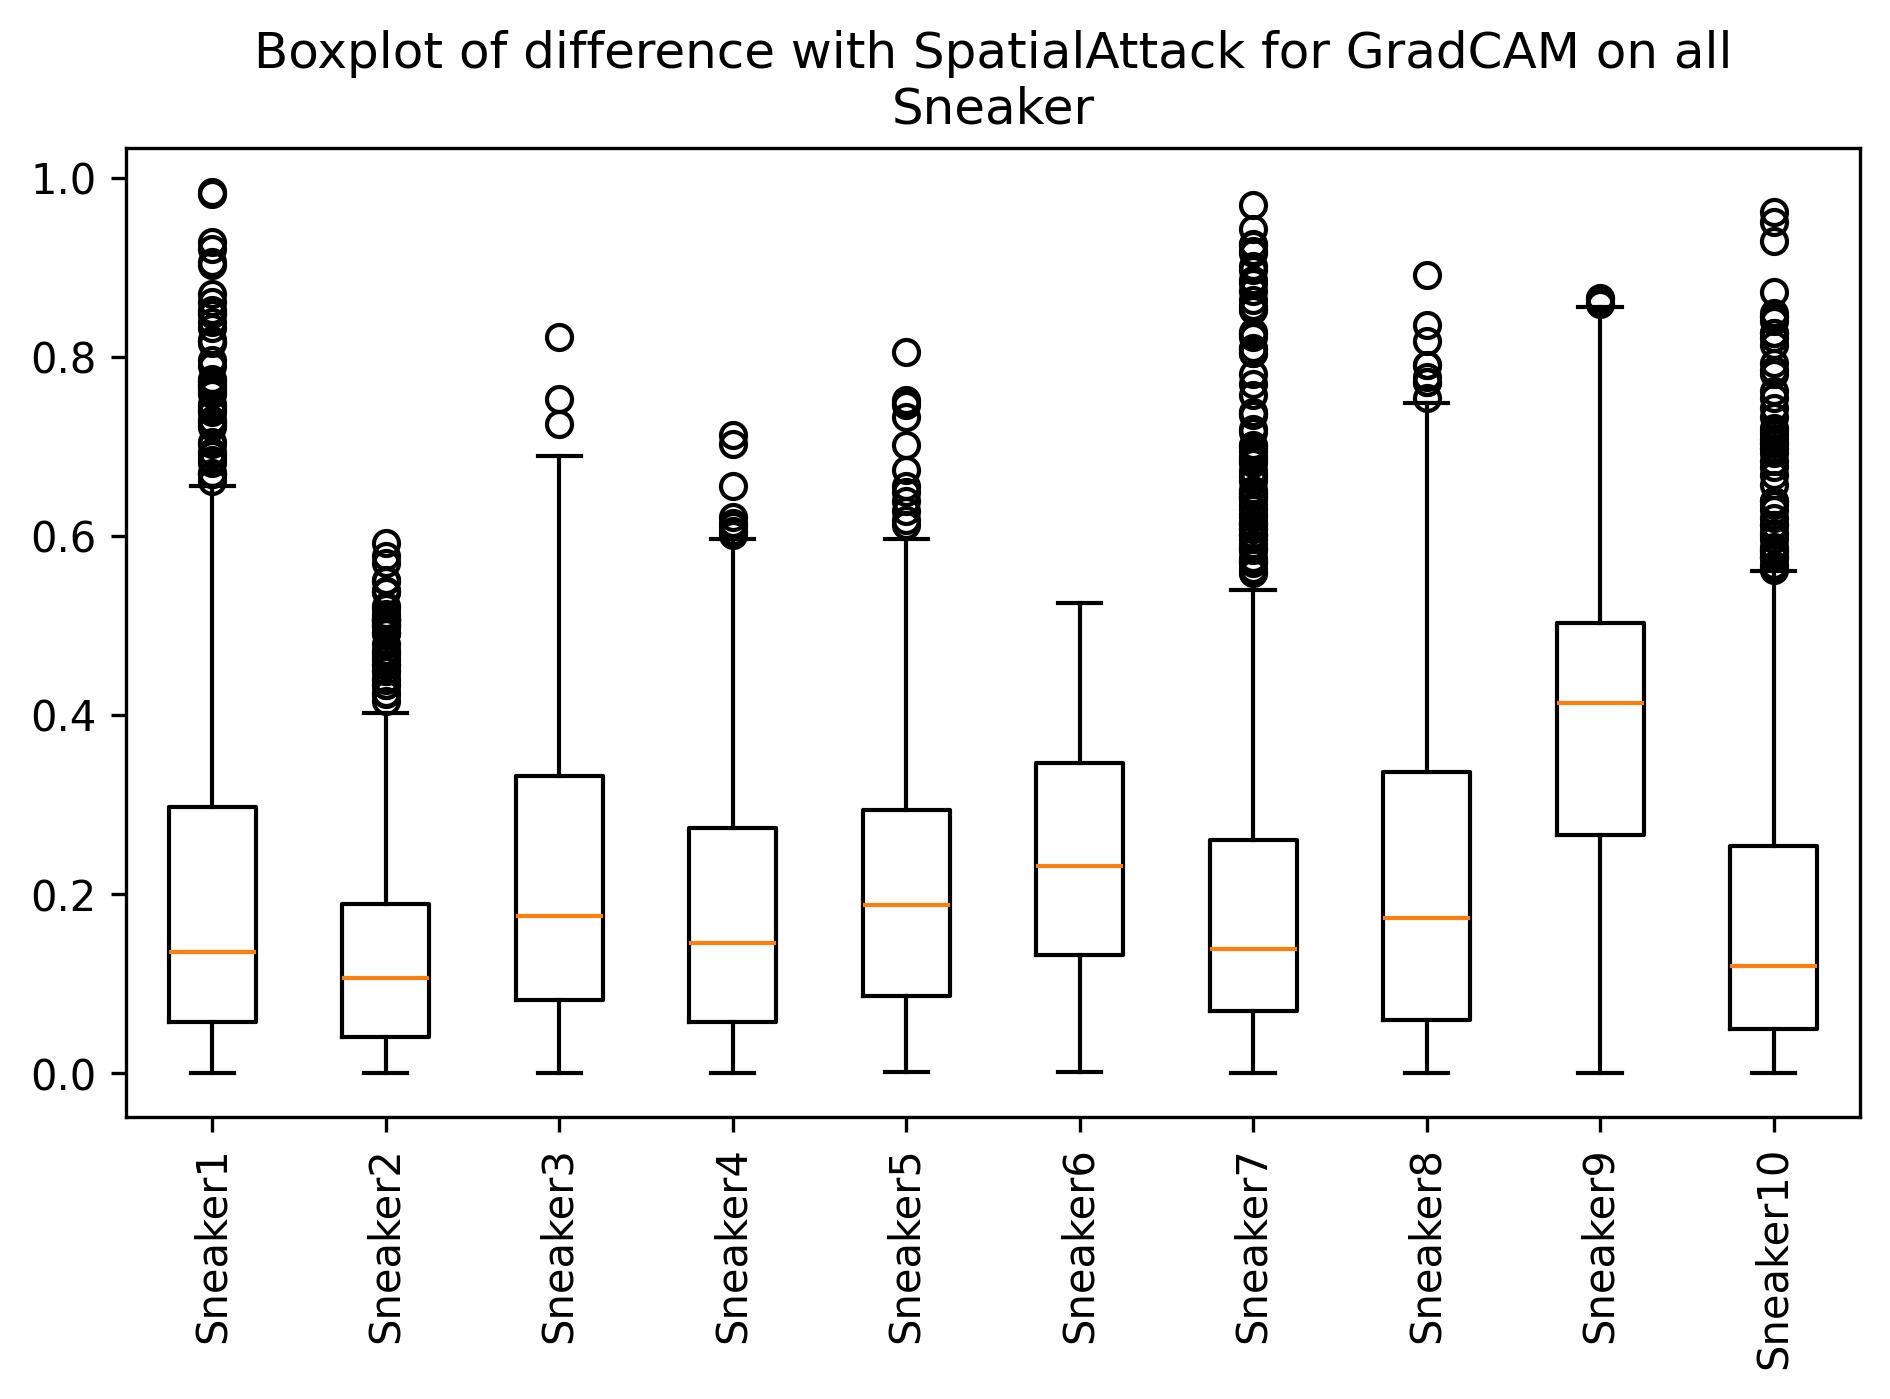 Boxplot of difference with SpatialAttack for GradCAM on all
Sneaker
1.0
0.8
0.6
0.4
0.2
0.0
Sneaker1
Sneaker2
Sneaker3
Sneaker4
Sneaker5
Sneaker6
Sneaker7
Sneaker8
Sneaker9
Sneaker10